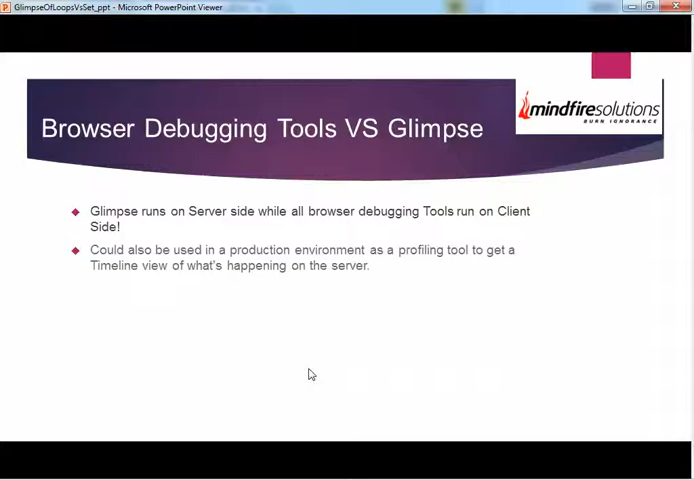 GlimpseOfLoopsVsSet_ppt - Microsoft PowerPoint Viewer
mindfiresolutions
BURN IGNORANCE
Browser Debugging Tools VS Glimpse
Glimpse runs on Server side while all browser debugging Tools run on Client
Side!
Could also be used in a production environment as a profiling tool to get a
Timeline view of what's happening on the server.